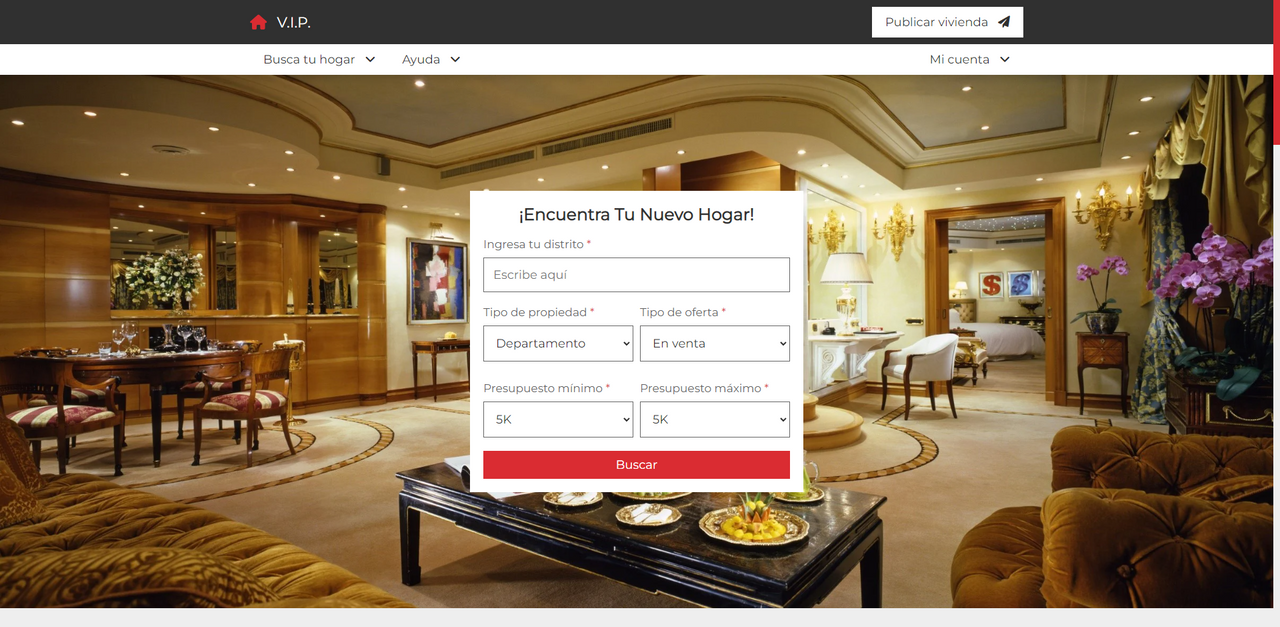 V.I.P.
Publicar vivienda
Busca tu hogar
Ayuda
Mi cuenta
¡Encuentra Tu Nuevo Hogar!
Ingresa tu distrito *
Escribe aquí
Tipo de propiedad *
Tipo de oferta *
Departamento
En venta
Presupuesto mínimo *
Presupuesto máximo *
5K
5K
Buscar